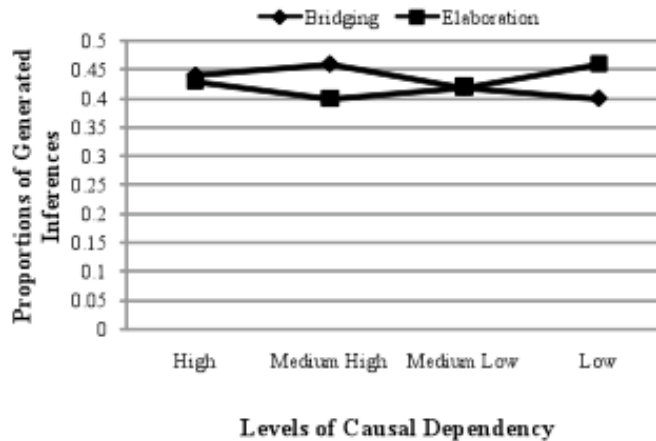 Bridging Elaboration
0.5
0.45
0.4
0.35
0.3
0.25
0.2
0.15
0.1
0.05
0
Proportions of Generated
Inferences
High Medium High Medium Low Low
Levels of Causal Dependency